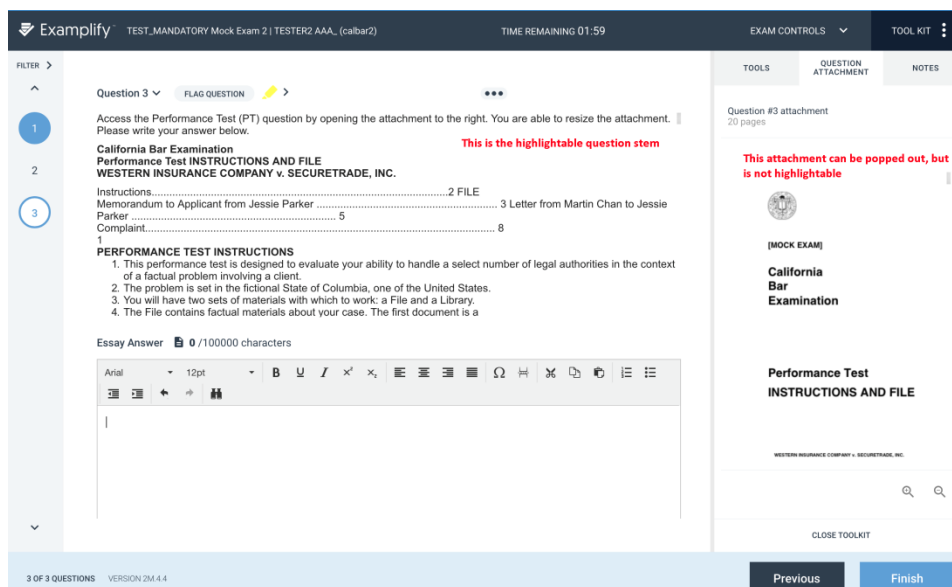 Examplify TEST_MANDATORY Mock Exam 2 | TESTER2 AAA_ (calbar2) TIME REMAINING 01:59 EXAM CONTROLS TOOL KIT
FILTER
1
2
3
Question 3 FLAG QUESTION
Access the Performance Test (PT) question by opening the attachment to the right. You are able to resize the attachment.
Please write your answer below.
This is the highlightable question stem
California Bar Examination
Performance Test INSTRUCTIONS AND FILE
WESTERN INSURANCE COMPANY v. SECURETRADE, INC.
Instructions.....................................................................................................2 FILE
Memorandum to Applicant from Jessie Parker ............................................................. 3 Letter from Martin Chan to Jessie
Parker ..................................................................... 5
Complaint...................................................................................................................... 8
1
PERFORMANCE TEST INSTRUCTIONS
1. This performance test is designed to evaluate your ability to handle a select number of legal authorities in the context
of a factual problem involving a client.
2. The problem is set in the fictional State of Columbia, one of the United States.
3. You will have two sets of materials with which to work: a File and a Library.
4. The File contains factual materials about your case. The first document is a
Essay Answer 0 /100000 characters
Arial 12pt B U I x² x₂ Ω
TOOLS QUESTION ATTACHMENT NOTES
Question #3 attachment
20 pages
This attachment can be popped out, but
is not highlightable
[MOCK EXAM]
California
Bar
Examination
Performance Test
INSTRUCTIONS AND FILE
WESTERN INSURANCE COMPANY v. SECURETRADE, INC.
CLOSE TOOLKIT
3 OF 3 QUESTIONS VERSION 2M 4.4 Previous Finish